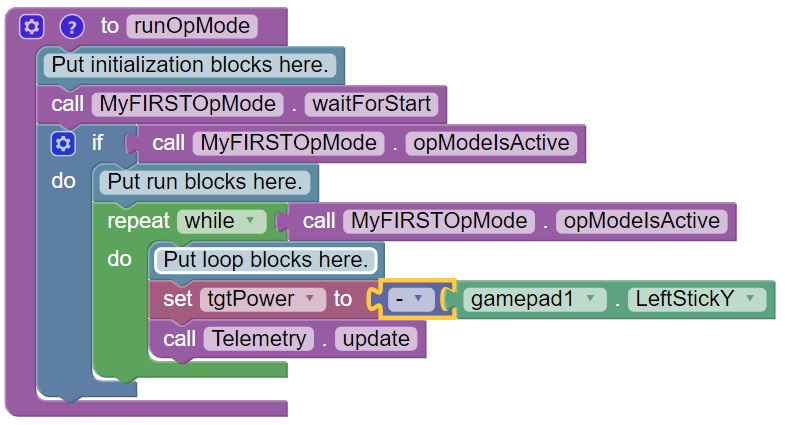 ? to runOpMode
Put initialization blocks here.
call MyFIRSTOpMode . waitForStart
if call MyFIRSTOpMode . opModeIsActive
do Put run blocks here.
repeat while call MyFIRSTOpMode . opModeIsActive
do Put loop blocks here.
set tgtPower to - gamepad1 . LeftStickY
call Telemetry . update